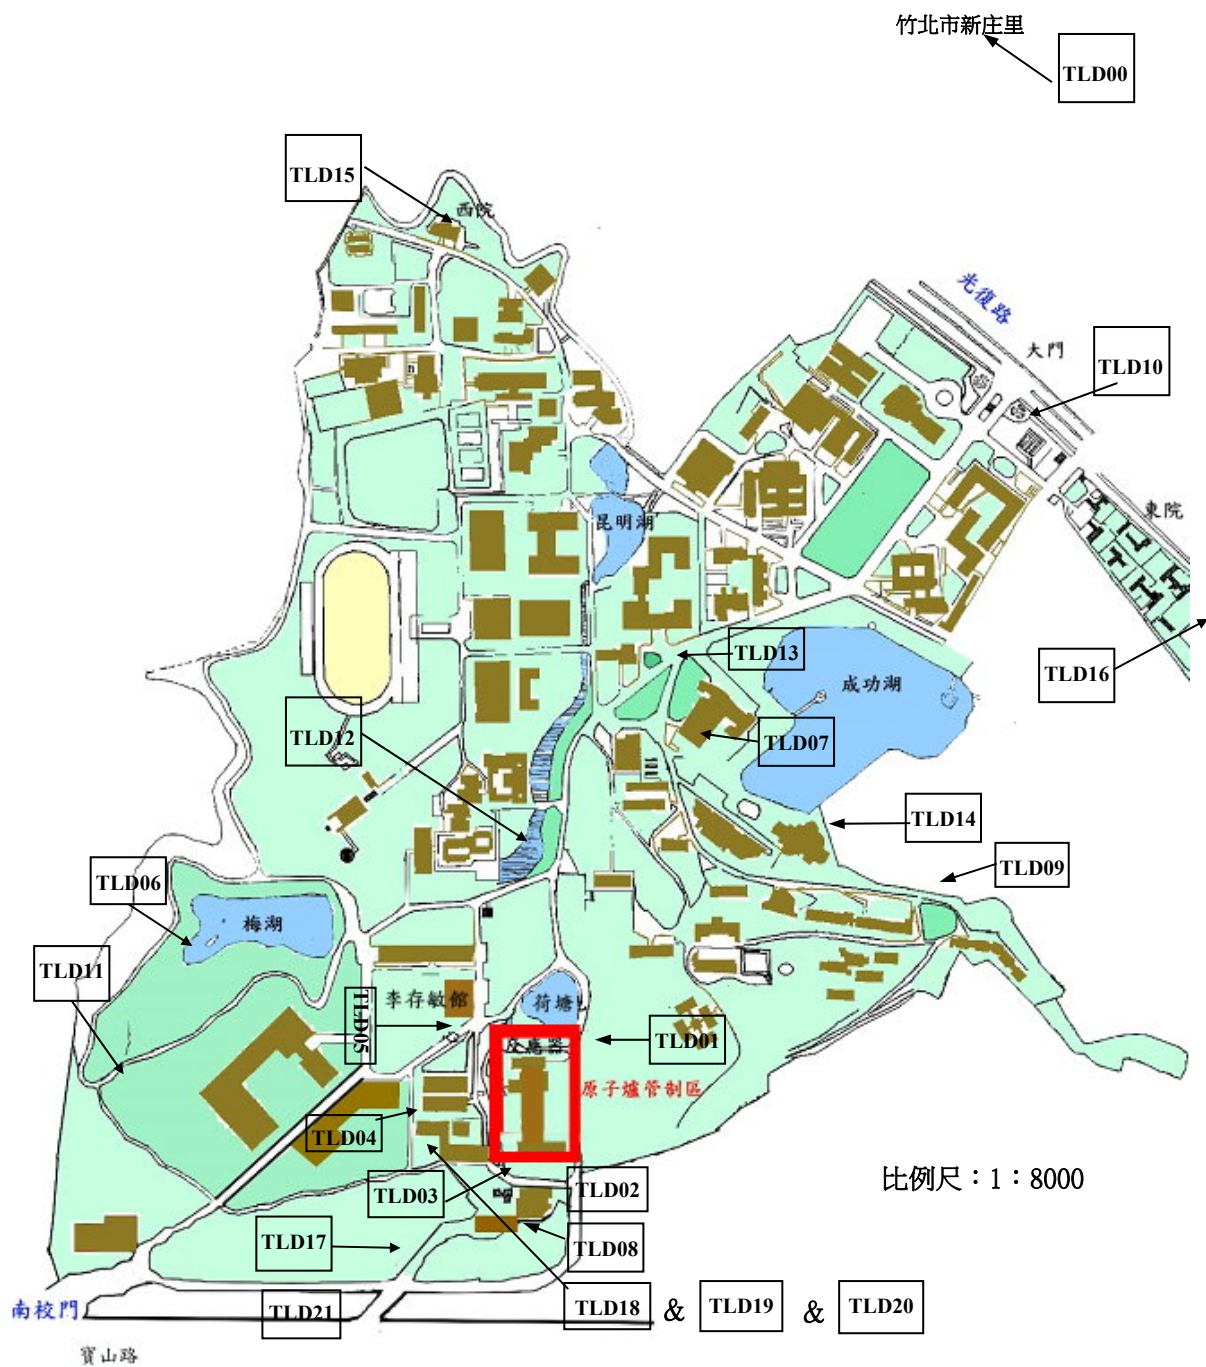 竹北市新庄里
TLD00
TLD15
西院
光復路
大門
TLD10
東院
昆明湖
TLD13
TLD16
成功湖
TLD12
TLD07
TLD14
TLD09
TLD06
梅湖
TLD11
李存敏館
荷塘
TLD05
反應器
TLD01
原子爐管制區
TLD04
比例尺：1：8000
TLD03
TLD02
TLD17
TLD08
南校門
TLD21
TLD18 & TLD19 & TLD20
寶山路